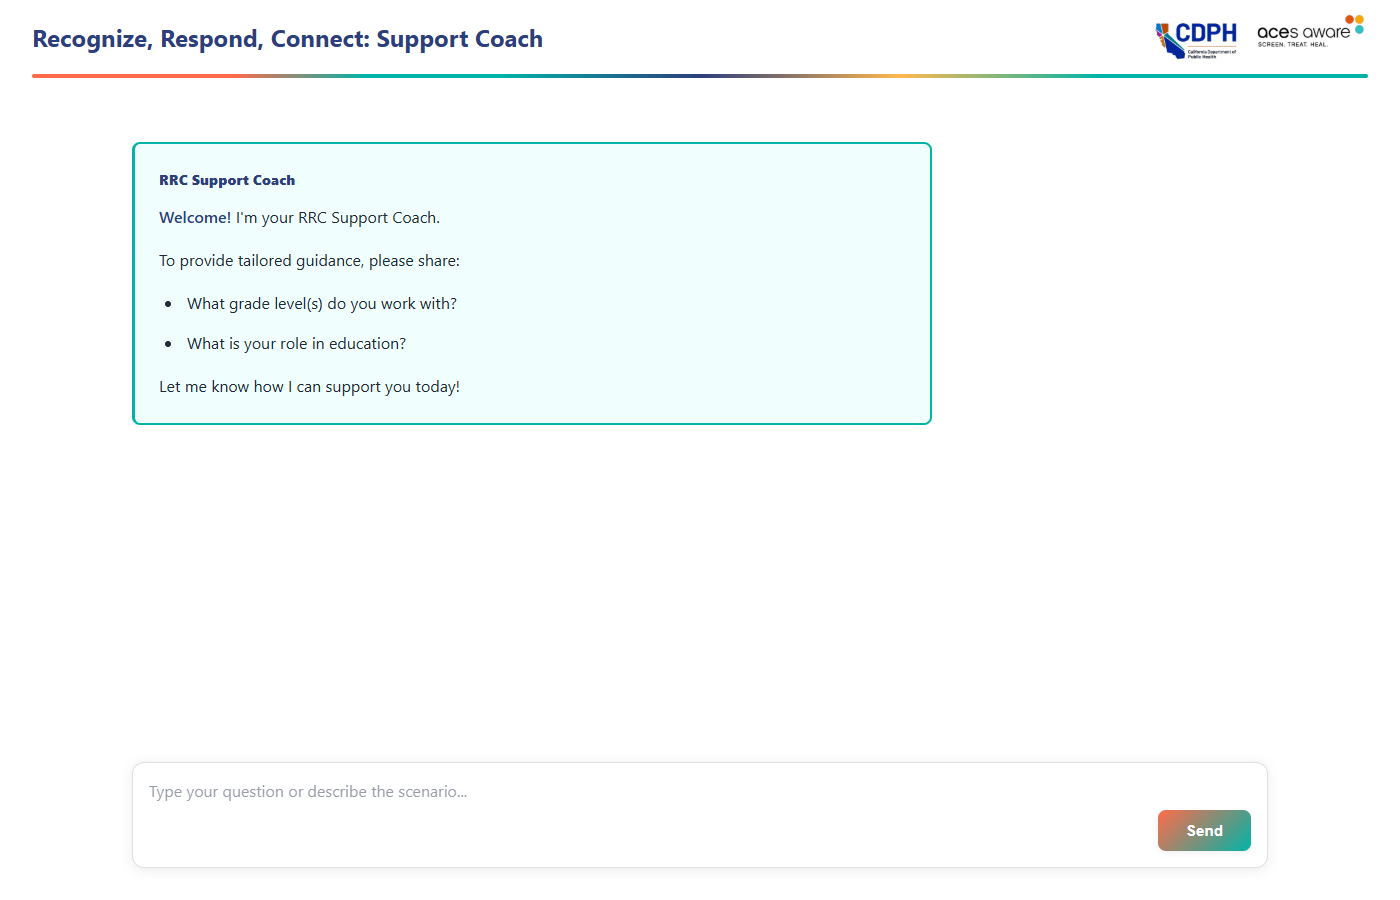 Recognize, Respond, Connect: Support Coach
CDPH
California Department of
Public Health
aces aware
SCREEN. TREAT. HEAL.
RRC Support Coach
Welcome! I'm your RRC Support Coach.
To provide tailored guidance, please share:
What grade level(s) do you work with?
What is your role in education?
Let me know how I can support you today!
Type your question or describe the scenario...
Send